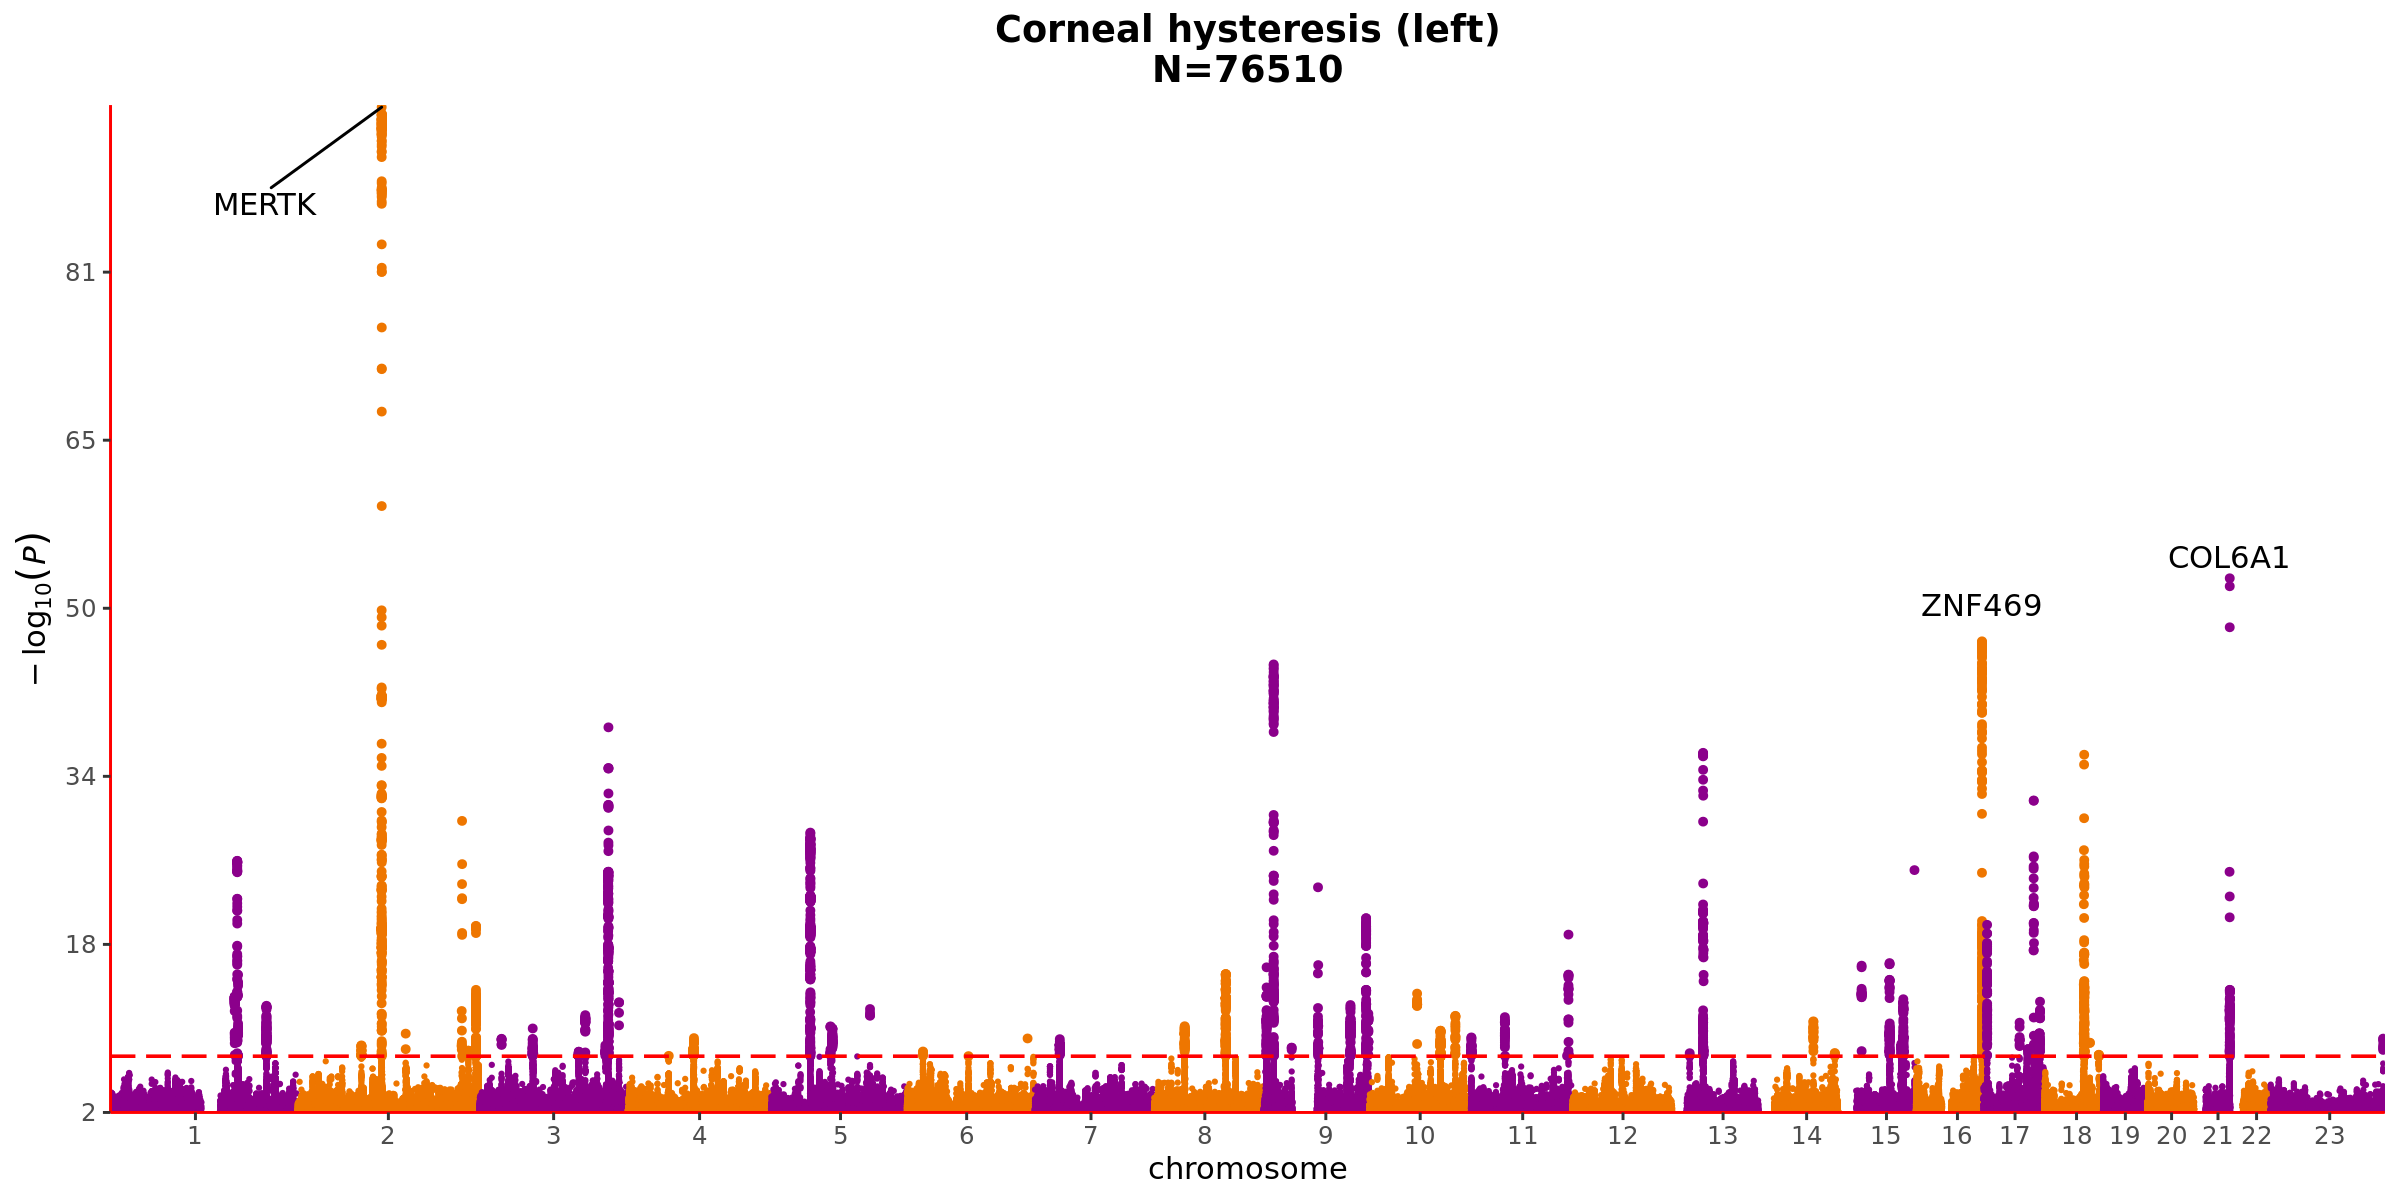 Corneal hysteresis (left)
N=76510
MERTK
81
65
COL6A1
ZNF469
50
34
18
2
− log10(P)
1 2 3 4 5 6 7 8 9 10 11 12 13 14 15 16 17 18 19 20 21 22 23
chromosome